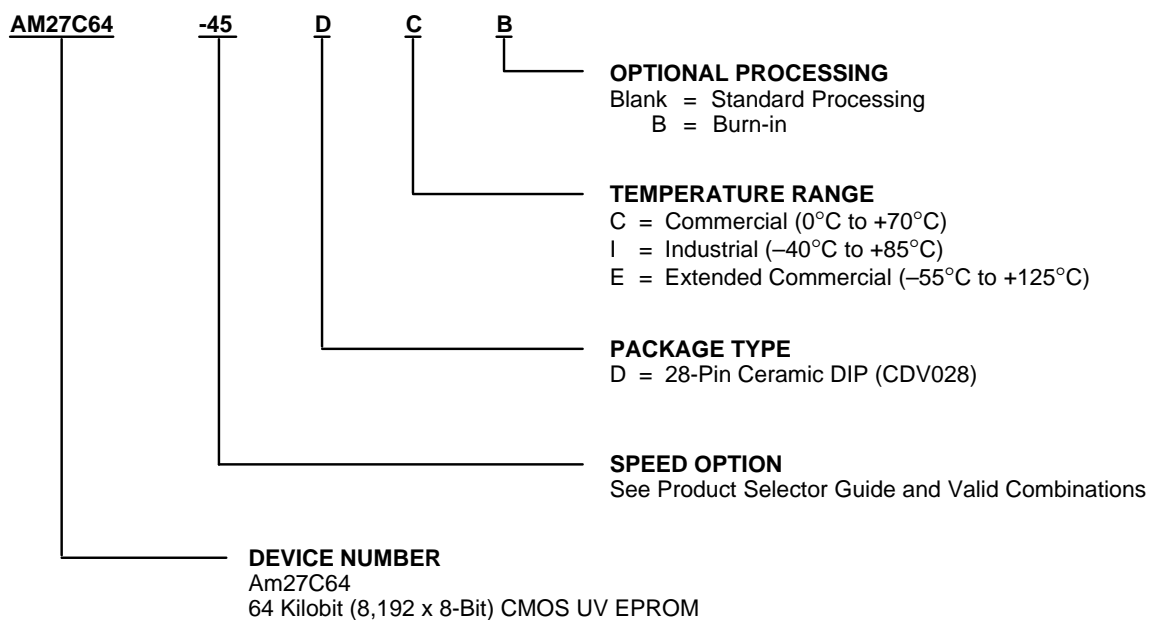 AM27C64 -45 D C B
OPTIONAL PROCESSING
Blank = Standard Processing
B = Burn-in
TEMPERATURE RANGE
C = Commercial (0°C to +70°C)
I = Industrial (–40°C to +85°C)
E = Extended Commercial (–55°C to +125°C)
PACKAGE TYPE
D = 28-Pin Ceramic DIP (CDV028)
SPEED OPTION
See Product Selector Guide and Valid Combinations
DEVICE NUMBER
Am27C64
64 Kilobit (8,192 x 8-Bit) CMOS UV EPROM